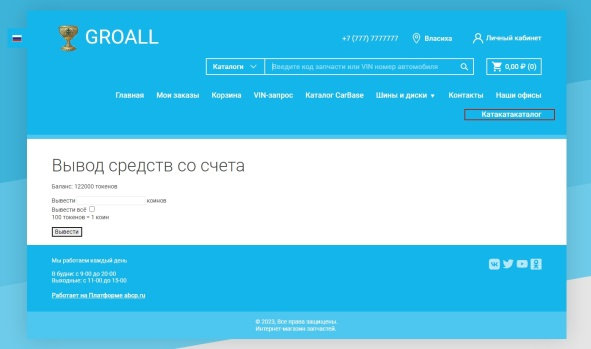 GROALL
+7 (777) 7777777
Власиха
Личный кабинет
Каталоги
Введите код запчасти или VIN номер автомобиля
0,00 ₽ (0)
Главная Мои заказы Корзина VIN-запрос Каталог CarBase Шины и диски ▼ Контакты Наши офисы
Катакатакаталог
Вывод средств со счета
Баланс: 122000 токенов
Вывести коинов
Вывести всё
100 токенов = 1 коин
Вывести
Мы работаем каждый день
В будни: с 9-00 до 20-00
Выходные: с 11-00 до 15-00
Работает на Платформе abcp.ru
© 2023, Все права защищены.
Интернет-магазин запчастей.